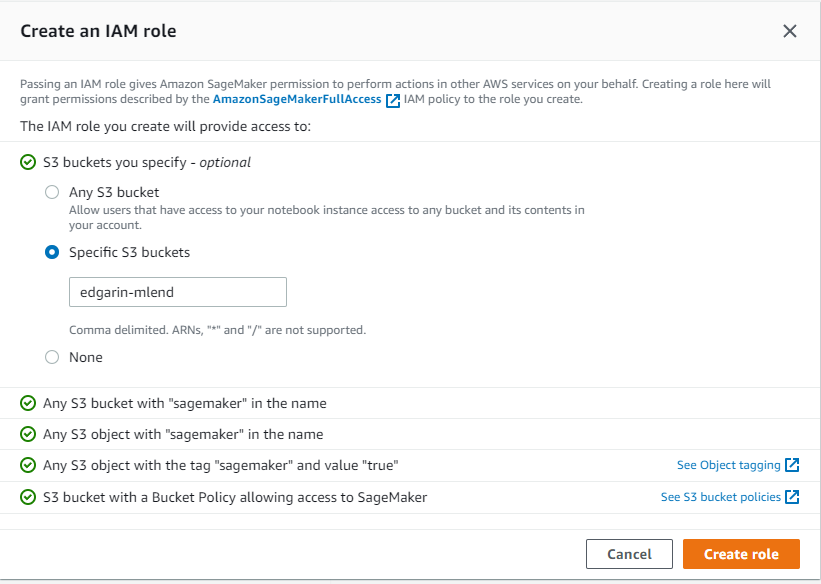 Create an IAM role
Passing an IAM role gives Amazon SageMaker permission to perform actions in other AWS services on your behalf. Creating a role here will
grant permissions described by the AmazonSageMakerFullAccess IAM policy to the role you create.
The IAM role you create will provide access to:
S3 buckets you specify - optional
Any S3 bucket
Allow users that have access to your notebook instance access to any bucket and its contents in
your account.
Specific S3 buckets
edgarin-mlend
Comma delimited. ARNs, "*" and "/" are not supported.
None
Any S3 bucket with "sagemaker" in the name
Any S3 object with "sagemaker" in the name
Any S3 object with the tag "sagemaker" and value "true" See Object tagging
S3 bucket with a Bucket Policy allowing access to SageMaker See S3 bucket policies
Cancel Create role